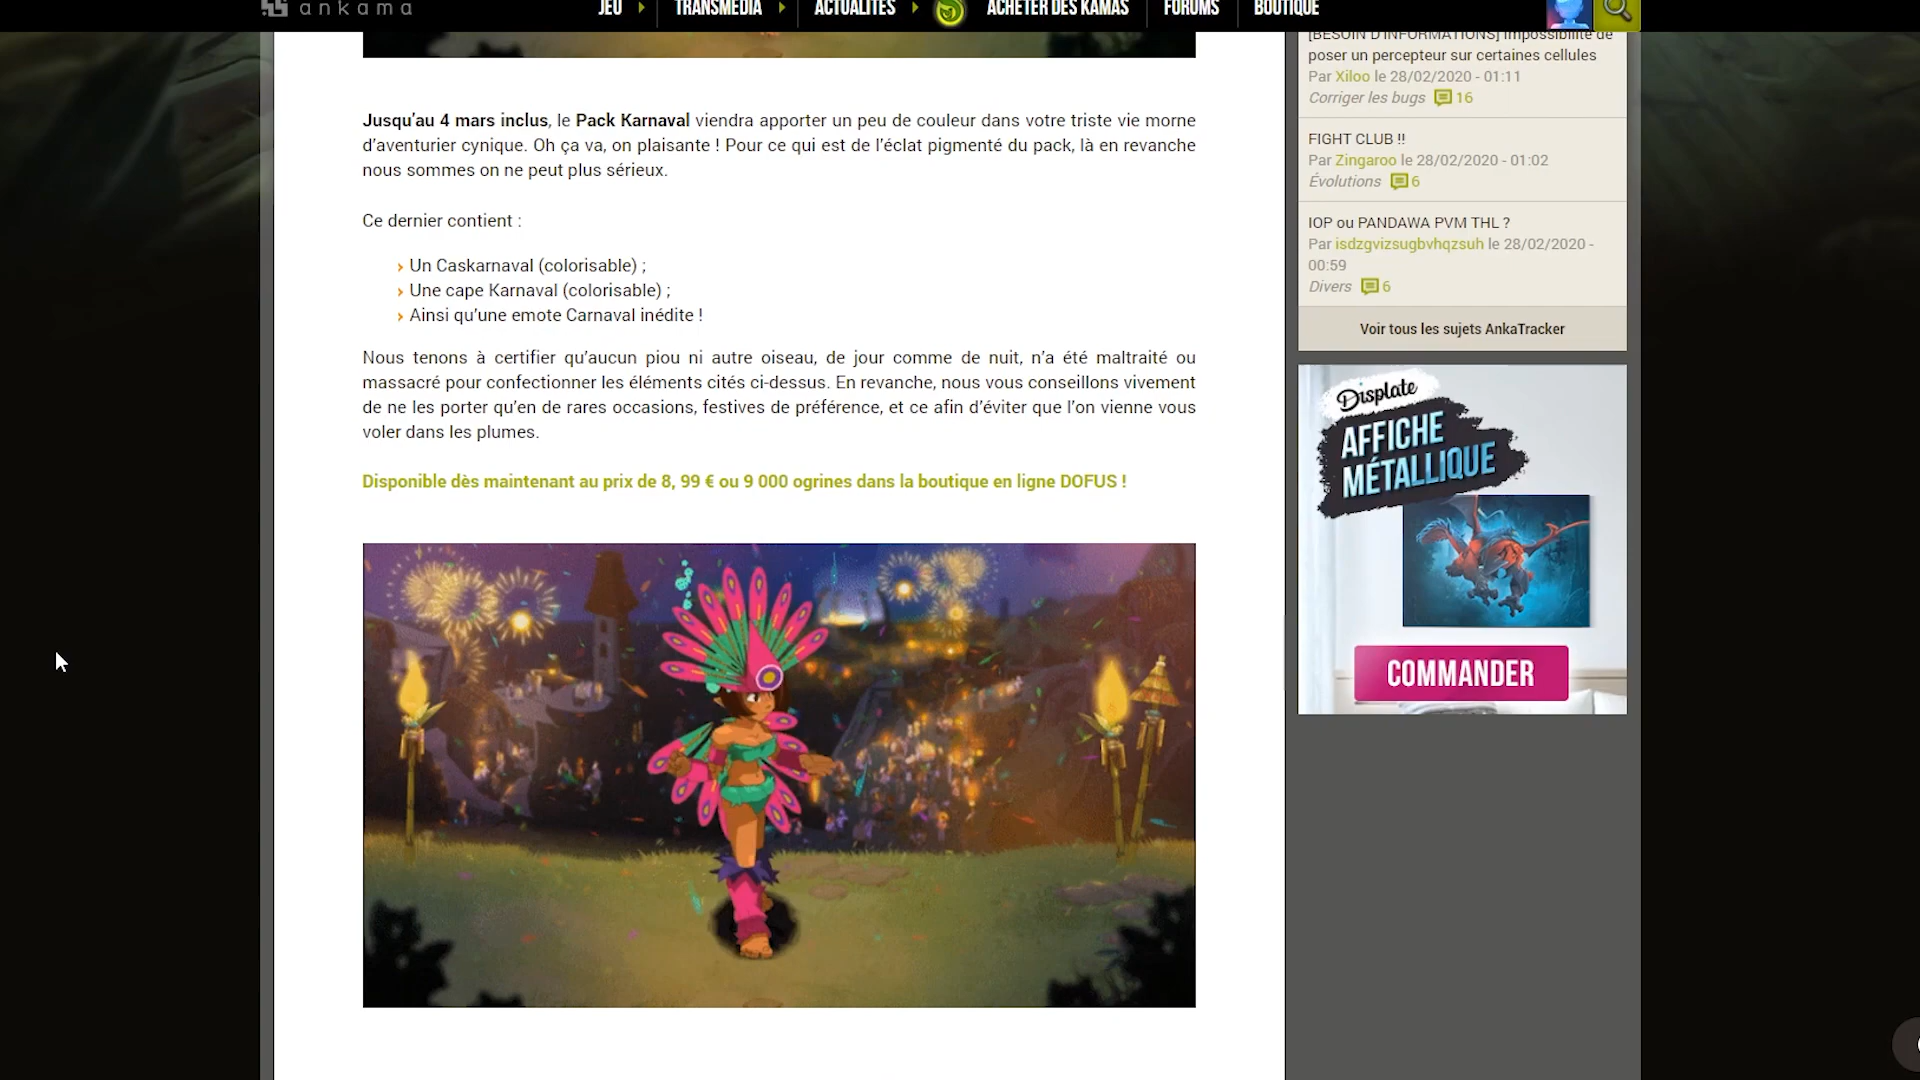 ankama
JEU
TRANSMEDIA
ACTUALITÉS
ACHETER DES KAMAS
FORUMS
BOUTIQUE
Jusqu'au 4 mars inclus, le Pack Karnaval viendra apporter un peu de couleur dans votre triste vie morne
d'aventurier cynique. Oh ça va, on plaisante ! Pour ce qui est de l'éclat pigmenté du pack, là en revanche
nous sommes on ne peut plus sérieux.
Ce dernier contient :
Un Caskarnaval (colorisable) ;
Une cape Karnaval (colorisable) ;
Ainsi qu'une emote Carnaval inédite !
Nous tenons à certifier qu'aucun piou ni autre oiseau, de jour comme de nuit, n'a été maltraité ou
massacré pour confectionner les éléments cités ci-dessus. En revanche, nous vous conseillons vivement
de ne les porter qu'en de rares occasions, festives de préférence, et ce afin d'éviter que l'on vienne vous
voler dans les plumes.
Disponible dès maintenant au prix de 8, 99 € ou 9 000 ogrines dans la boutique en ligne DOFUS !
[BESOIN D'INFORMATIONS] Impossibilité de
poser un percepteur sur certaines cellules
Par Xiloo le 28/02/2020 - 01:11
Corriger les bugs 16
FIGHT CLUB !!
Par Zingaroo le 28/02/2020 - 01:02
Évolutions 6
IOP ou PANDAWA PVM THL ?
Par isdzgvizsugbvhqzsuh le 28/02/2020 -
00:59
Divers 6
Voir tous les sujets AnkaTracker
Displate
AFFICHE
MÉTALLIQUE
COMMANDER